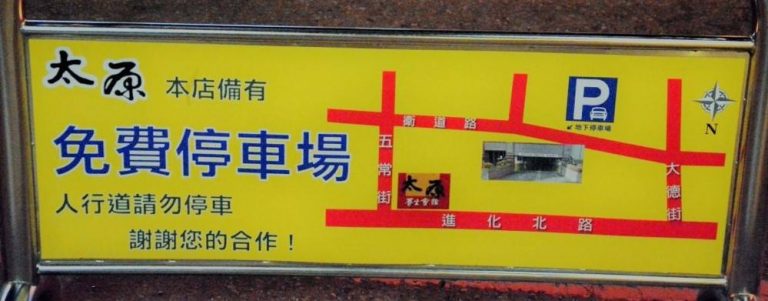 太原 本店備有
免費停車場
人行道請勿停車
謝謝您的合作！
P
地下停車場
N
衛道路
五常街
大德街
太原
進化北路